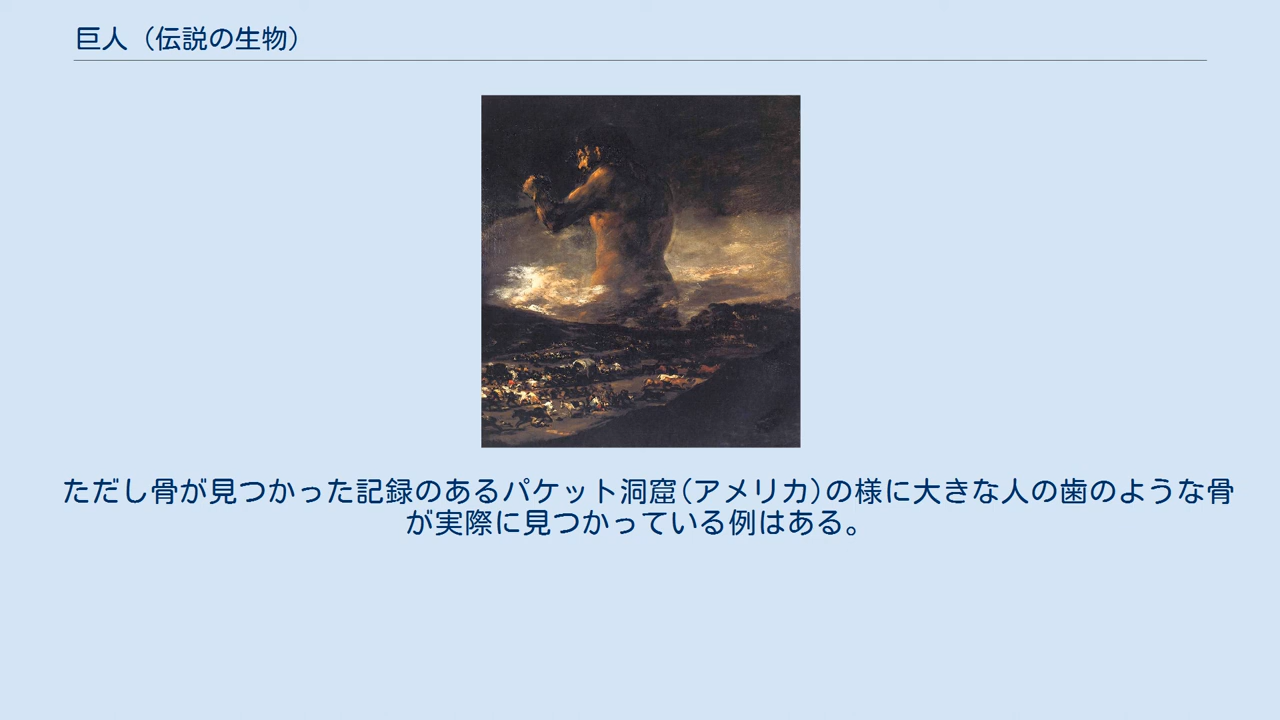 巨人（伝説の生物）
ただし骨が見つかった記録のあるパケット洞窟(アメリカ)の様に大きな人の歯のような骨
が実際に見つかっている例はある。